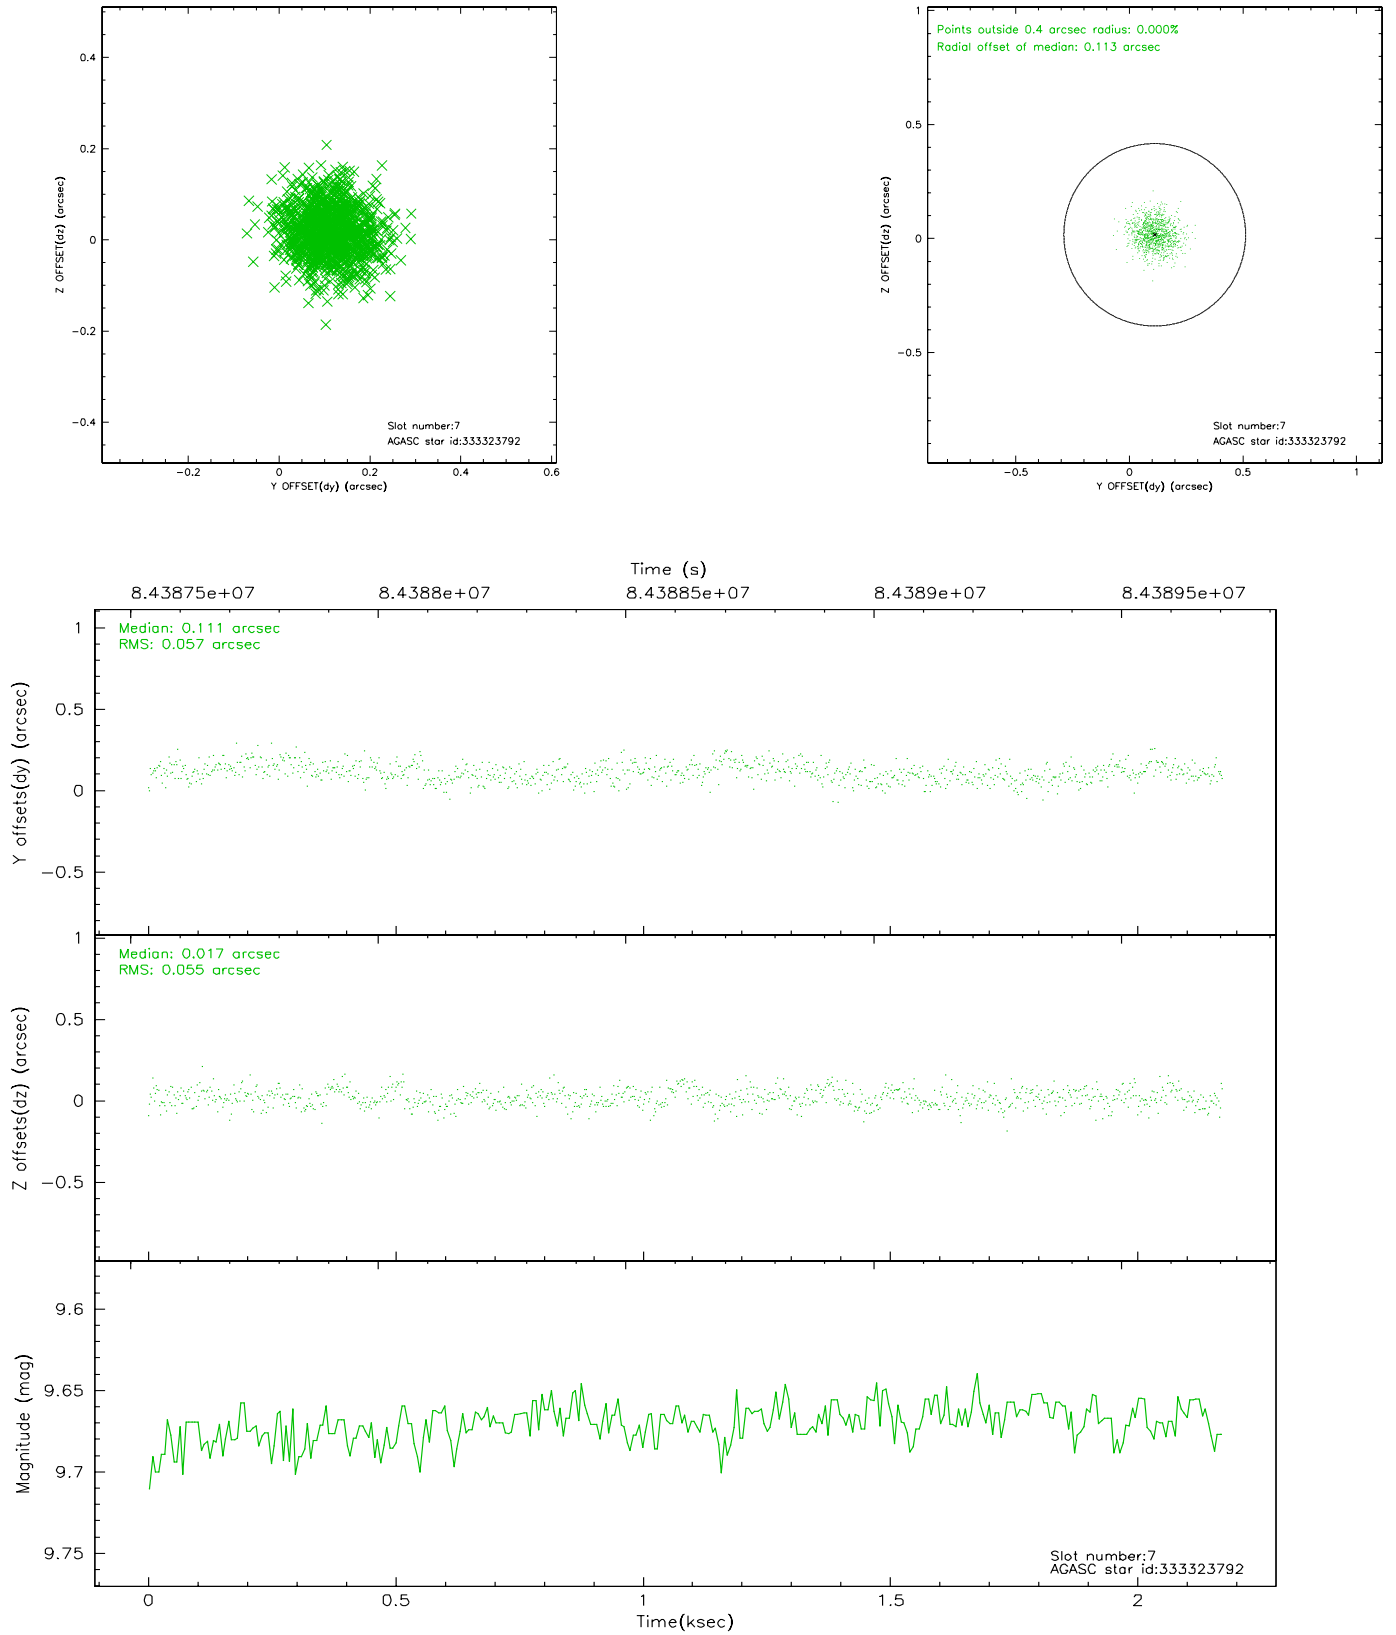 0.4
0.2
0
−0.2
−0.4
Z OFFSET(dz) (arcsec)
Slot number:7
AGASC star id:333323792
−0.2 0 0.2 0.4 0.6
Y OFFSET(dy) (arcsec)
Points outside 0.4 arcsec radius: 0.000%
Radial offset of median: 0.113 arcsec
1
0.5
0
−0.5
Z OFFSET(dz) (arcsec)
Slot number:7
AGASC star id:333323792
−0.5 0 0.5 1
Y OFFSET(dy) (arcsec)
Time (s)
8.43875e+07 8.4388e+07 8.43885e+07 8.4389e+07 8.43895e+07
Median: 0.111 arcsec
RMS: 0.057 arcsec
1
0.5
0
−0.5
Y offsets(dy) (arcsec)
Median: 0.017 arcsec
RMS: 0.055 arcsec
1
0.5
0
−0.5
Z offsets(dz) (arcsec)
9.6
9.65
9.7
9.75
Magnitude (mag)
Slot number:7
AGASC star id:333323792
0 0.5 1 1.5 2
Time(ksec)